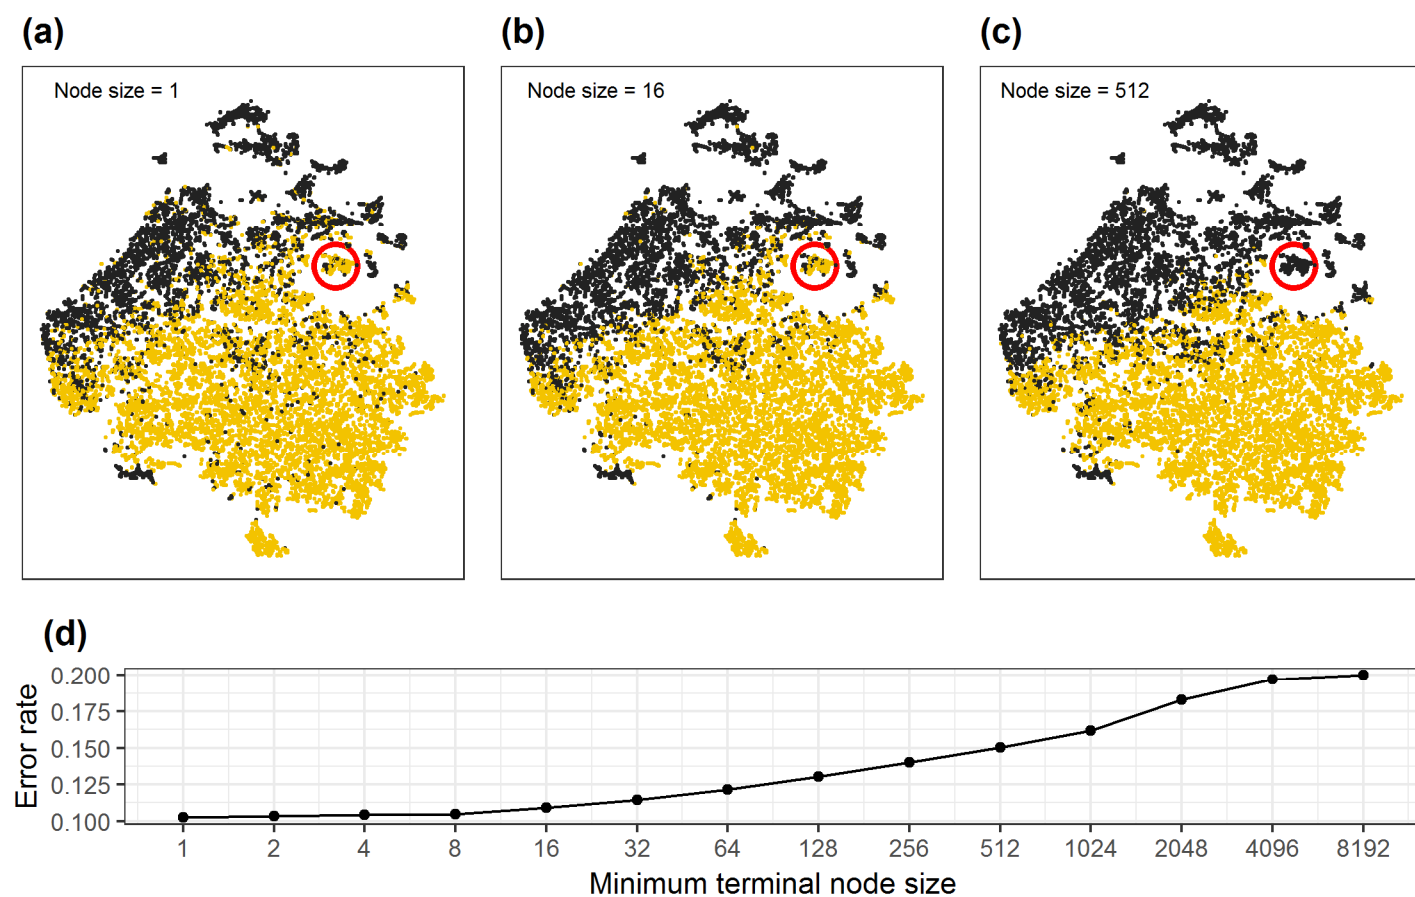 (a)
(b)
(c)
Node size = 1
Node size = 16
Node size = 512
(d)
Error rate
0.200
0.175
0.150
0.125
0.100
1 2 4 8 16 32 64 128 256 512 1024 2048 4096 8192
Minimum terminal node size